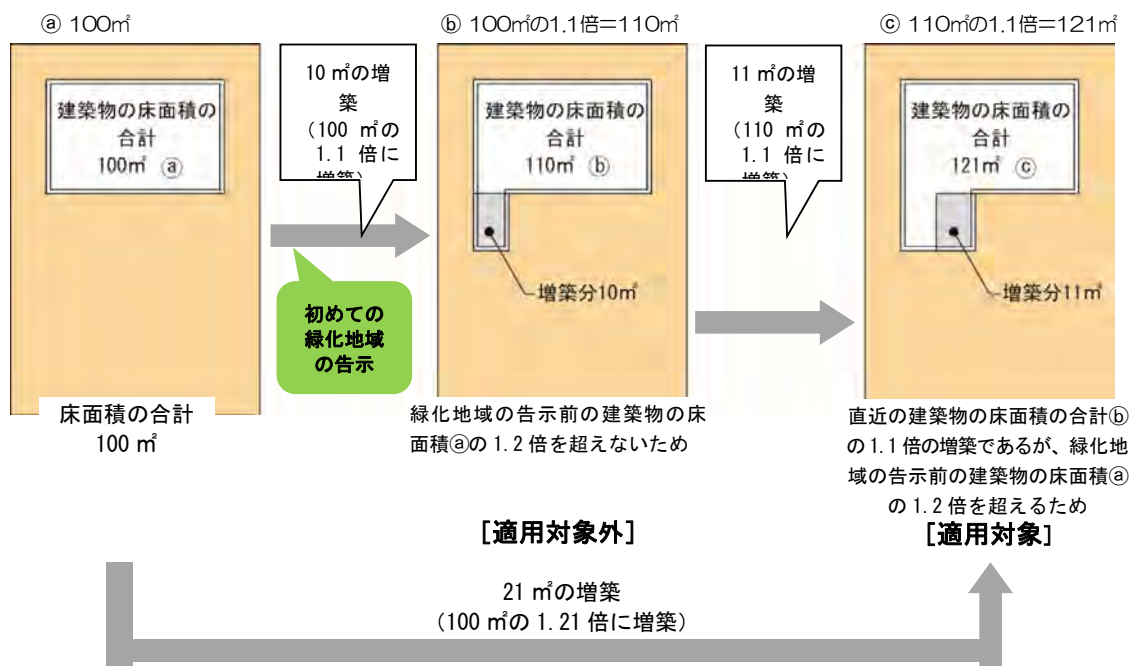 ⓐ 100㎡
ⓑ 100㎡の1.1倍=110㎡
ⓒ 110㎡の1.1倍=121㎡
建築物の床面積の
合計
100㎡ ⓐ
10 ㎡の増
築
(100 ㎡の
1.1 倍に
増築)
初めての
緑化地域
の告示
建築物の床面積の
合計
110㎡ ⓑ
増築分10㎡
11 ㎡の増
築
(110 ㎡の
1.1 倍に
増築)
建築物の床面積の
合計
121㎡ ⓒ
増築分11㎡
床面積の合計
100 ㎡
緑化地域の告示前の建築物の床
面積ⓐの 1.2 倍を超えないため
[適用対象外]
直近の建築物の床面積の合計ⓑ
の 1.1 倍の増築であるが、緑化地
域の告示前の建築物の床面積ⓐ
の 1.2 倍を超えるため
[適用対象]
21 ㎡の増築
(100 ㎡の 1.21 倍に増築)